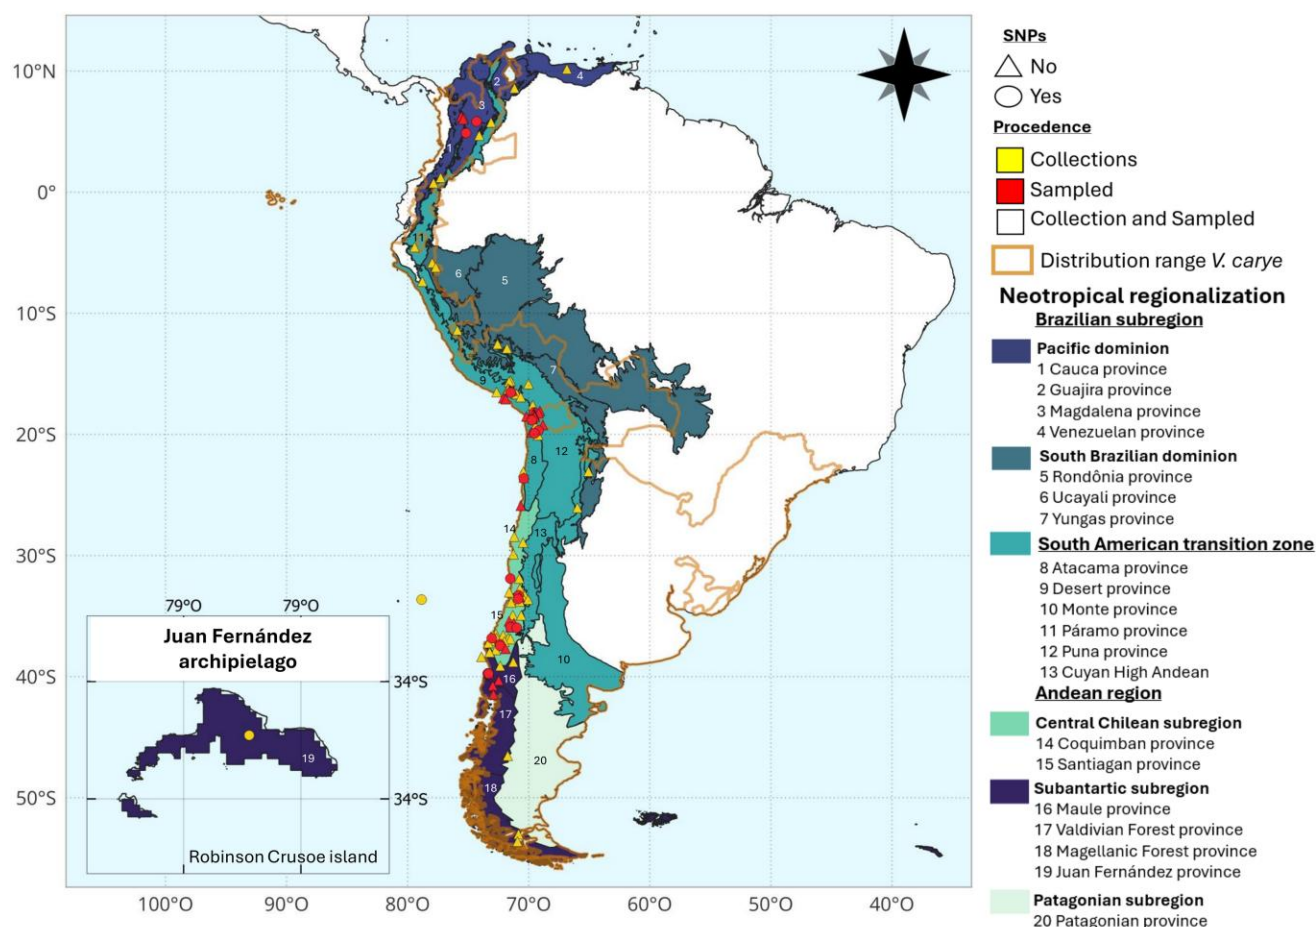 SNPs
No
Yes
Procedence
Collections
Sampled
Collection and Sampled
Distribution range V. carye
Neotropical regionalization
Brazilian subregion
Pacific dominion
1 Cauca province
2 Guajira province
3 Magdalena province
4 Venezuelan province
South Brazilian dominion
5 Rondônia province
6 Ucayali province
7 Yungas province
South American transition zone
8 Atacama province
9 Desert province
10 Monte province
11 Páramo province
12 Puna province
13 Cuyan High Andean
Andean region
Central Chilean subregion
14 Coquimban province
15 Santiagan province
Subantartic subregion
16 Maule province
17 Valdivian Forest province
18 Magellanic Forest province
19 Juan Fernández province
Patagonian subregion
20 Patagonian province
10°N
0°
10°S
20°S
30°S
40°S
50°S
100°O
90°O
80°O
70°O
60°O
50°O
40°O
1
2
3
4
5
6
7
8
9
10
11
12
13
14
15
16
17
18
20
79°O
79°O
Juan Fernández
archipielago
34°S
34°S
19
Robinson Crusoe island